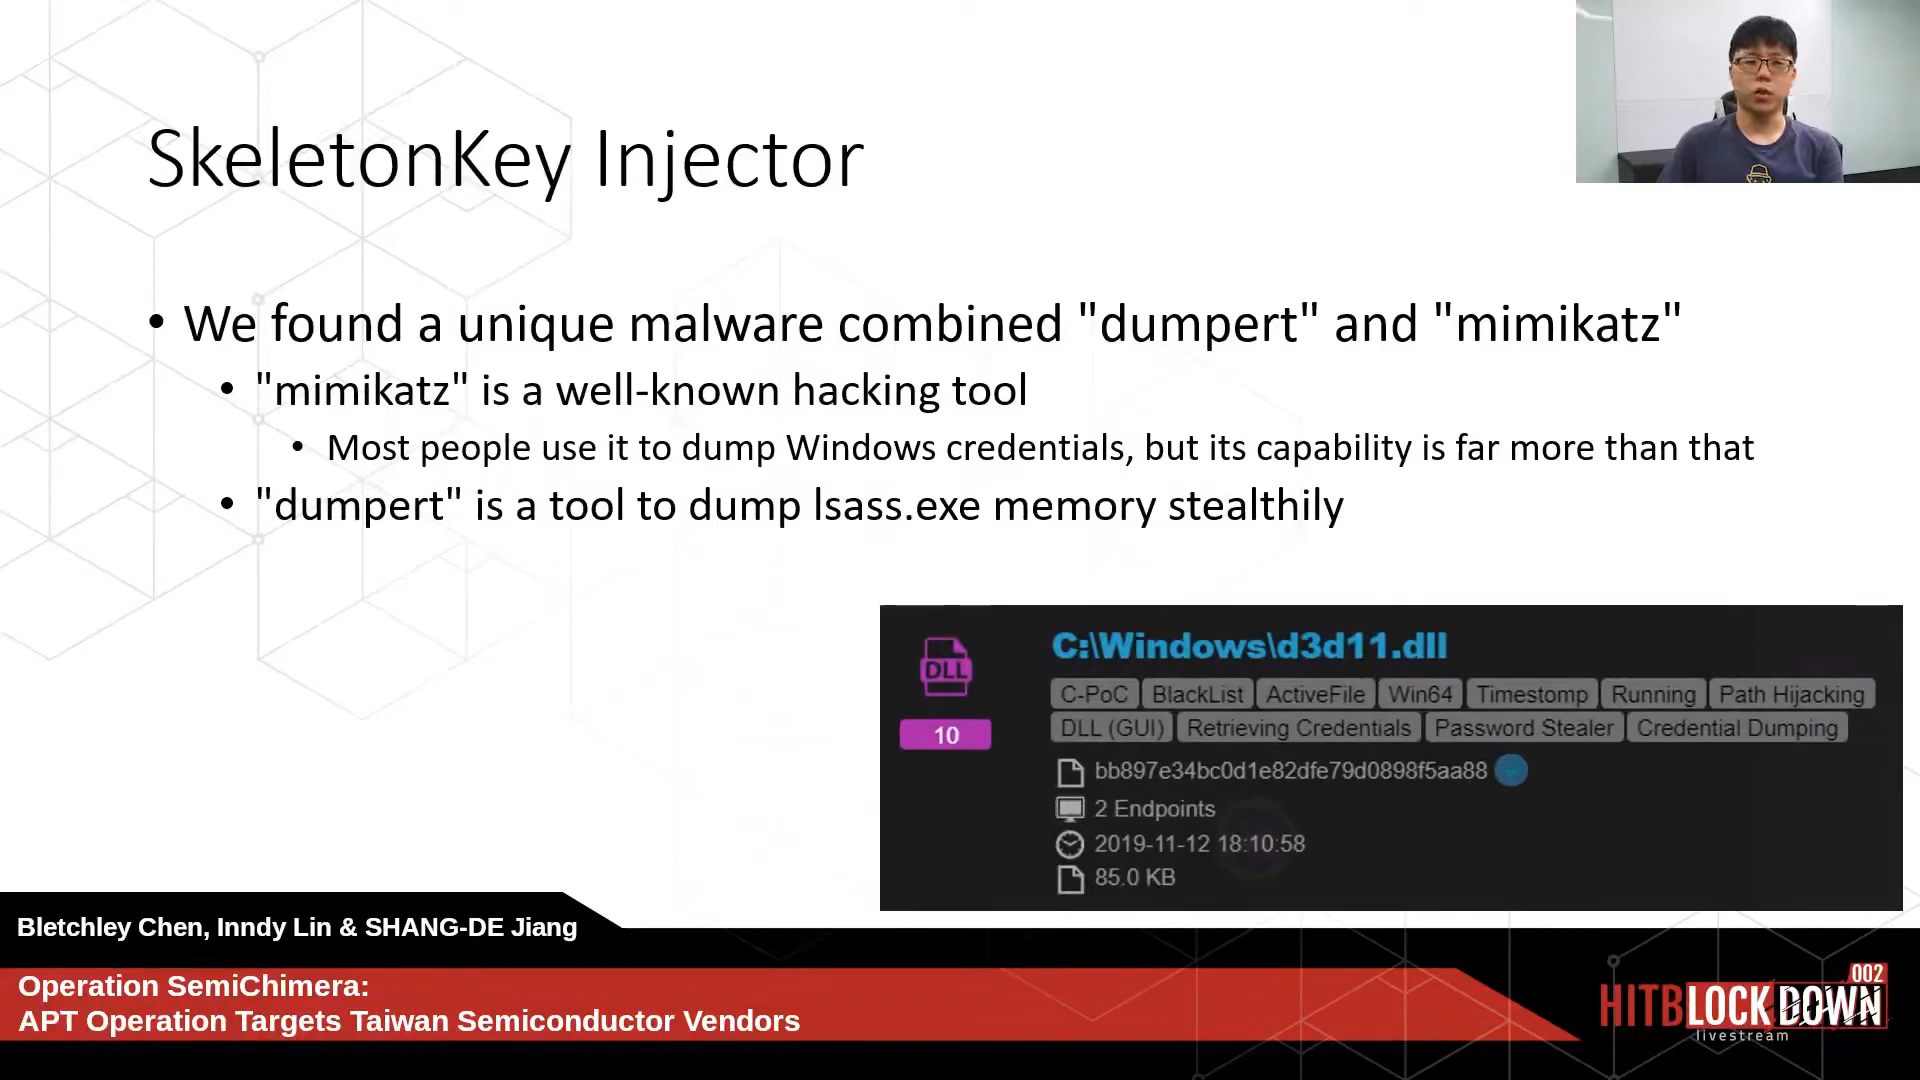 SkeletonKey Injector
• We found a unique malware combined "dumpert" and "mimikatz"
• "mimikatz" is a well-known hacking tool
• Most people use it to dump Windows credentials, but its capability is far more than that
• "dumpert" is a tool to dump lsass.exe memory stealthily
DLL
10
C:\Windows\d3d11.dll
C-PoC BlackList ActiveFile Win64 Timestomp Running Path Hijacking
DLL (GUI) Retrieving Credentials Password Stealer Credential Dumping
bb897e34bc0d1e82dfe79d0898f5aa88
2 Endpoints
2019-11-12 18:10:58
85.0 KB
Bletchley Chen, Inndy Lin & SHANG-DE Jiang
Operation SemiChimera:
APT Operation Targets Taiwan Semiconductor Vendors
002
HITBLOCKDOWN
livestream